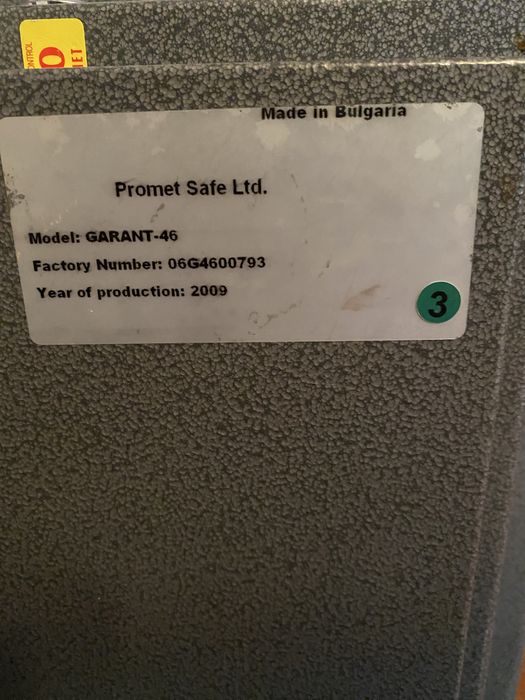 Made in Bulgaria
Promet Safe Ltd.
Model: GARANT-46
Factory Number: 06G4600793
Year of production: 2009
3